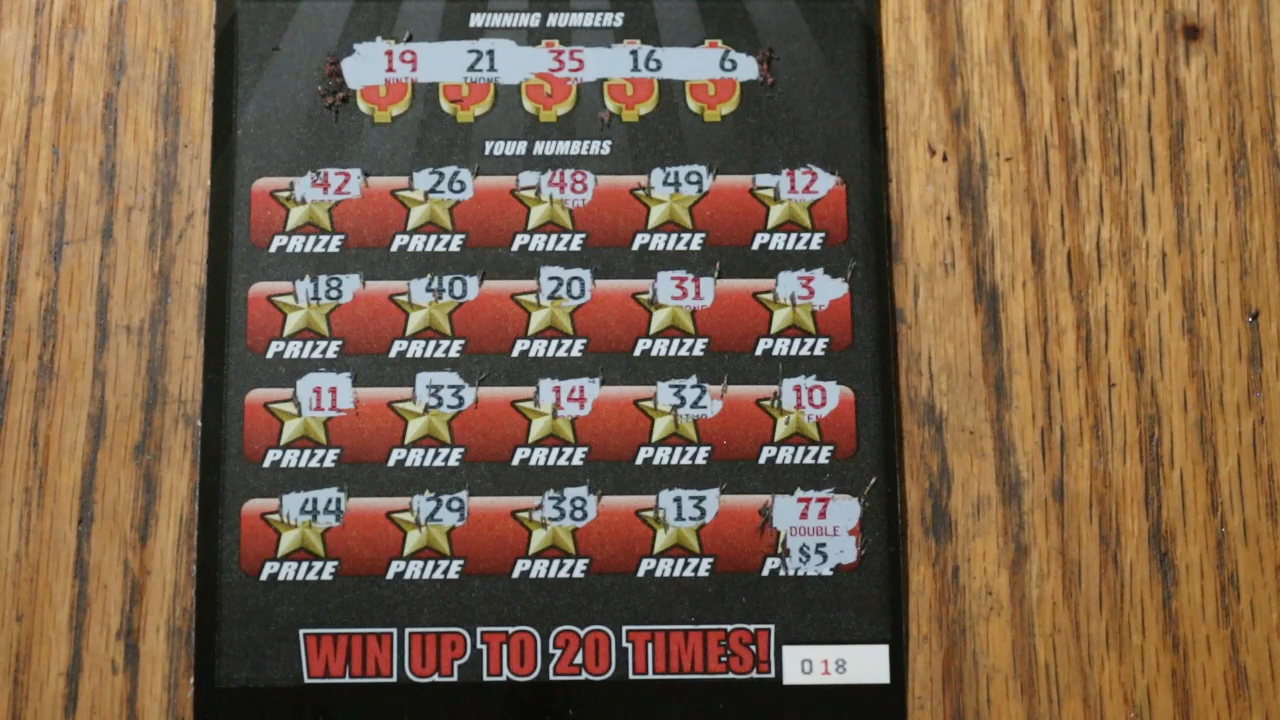 WINNING NUMBERS
19 21 35 16 6
YOUR NUMBERS
42 26 48 49 12
PRIZE PRIZE PRIZE PRIZE PRIZE
18 40 20 31 3
PRIZE PRIZE PRIZE PRIZE PRIZE
11 33 14 32 10
PRIZE PRIZE PRIZE PRIZE PRIZE
44 29 38 13 77
DOUBLE
$5
PRIZE PRIZE PRIZE PRIZE PRIZE
WIN UP TO 20 TIMES!
018